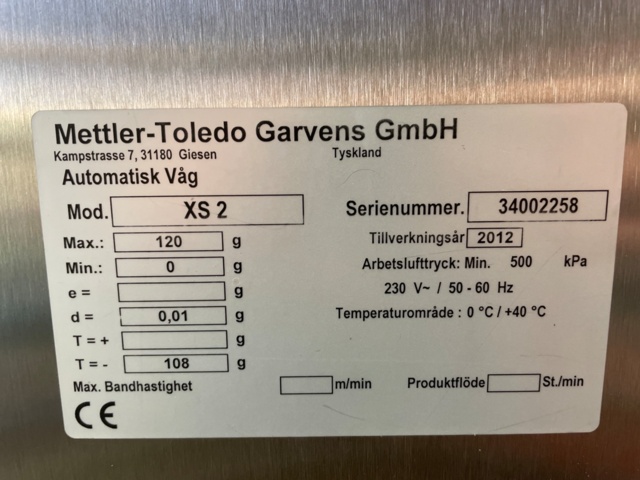 Mettler-Toledo Garvens GmbH
Kampstrasse 7, 31180 Giesen Tyskland
Automatisk Våg
Mod. XS 2 Serienummer. 34002258
Max.: 120 g Tillverkningsår 2012
Min.: 0 g Arbetslufttryck: Min. 500 kPa
e = g 230 V~ / 50 - 60 Hz
d = 0,01 g Temperaturområde : 0 °C / +40 °C
T = + g
T = - 108 g
Max. Bandhastighet m/min Produktflöde St./min
CE